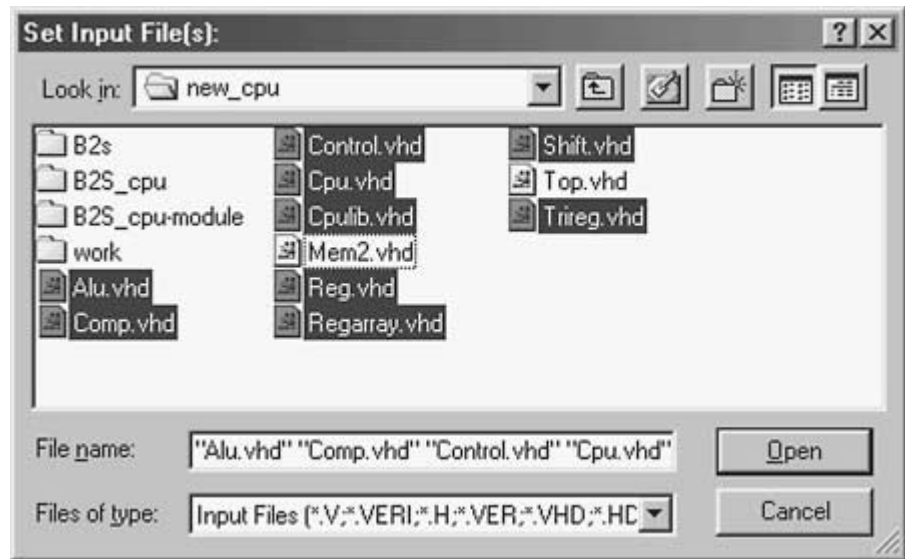 Set Input File(s):
Look in: new_cpu
B2s
B2S_cpu
B2S_cpu-module
work
Alu.vhd
Comp.vhd
Control.vhd
Cpu.vhd
Cpulib.vhd
Mem2.vhd
Reg.vhd
Regarray.vhd
Shift.vhd
Top.vhd
Trireg.vhd
File name: "Alu.vhd" "Comp.vhd" "Control.vhd" "Cpu.vhd"
Open
Files of type: Input Files (*.V;*.VERI;*.H;*.VER;*.VHD;*.HD
Cancel